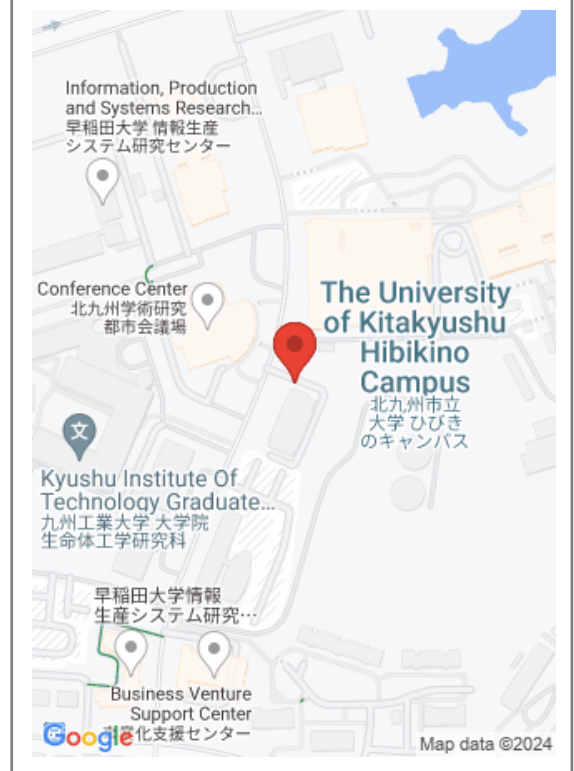 Information, Production
and Systems Research...
早稲田大学 情報生産
システム研究センター
Conference Center
北九州学術研究
都市会議場
The University
of Kitakyushu
Hibikino
Campus
北九州市立
大学 ひびき
のキャンパス
文
Kyushu Institute Of
Technology Graduate...
九州工業大学 大学院
生命体工学研究科
早稲田大学情報
生産システム研究…
Business Venture
Support Center
業化支援センター
Google
Map data ©2024